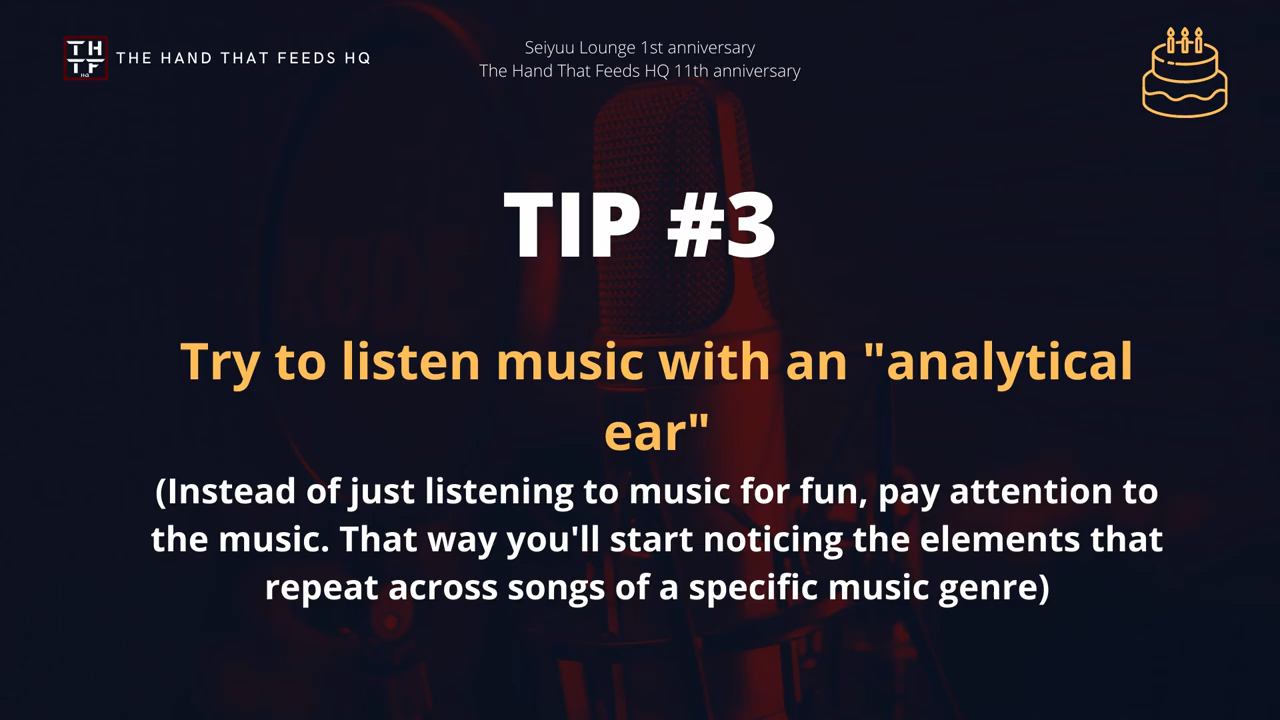 TH
TF
HQ
THE HAND THAT FEEDS HQ
Seiyuu Lounge 1st anniversary
The Hand That Feeds HQ 11th anniversary
TIP #3
RØDE
Try to listen music with an "analytical
ear"
(Instead of just listening to music for fun, pay attention to
the music. That way you'll start noticing the elements that
repeat across songs of a specific music genre)